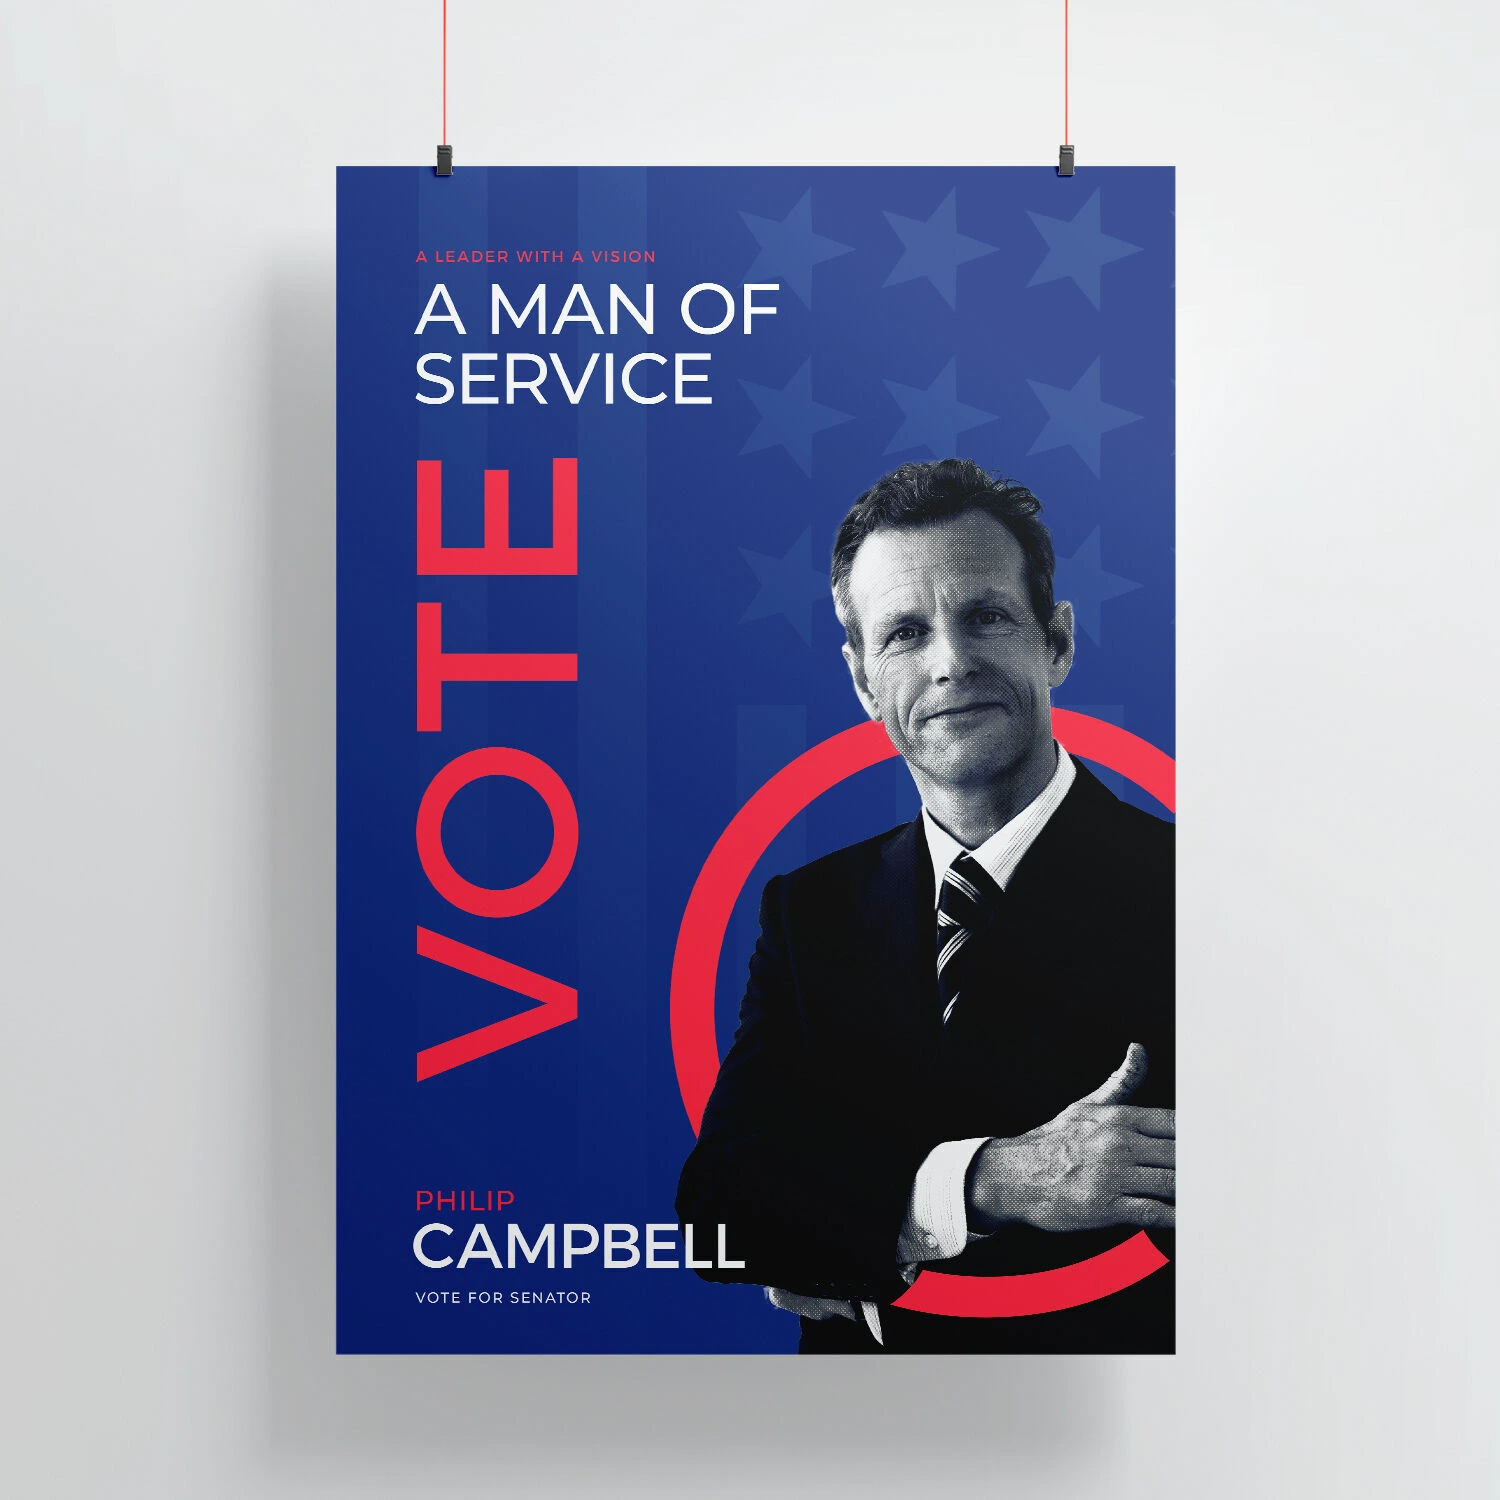 A LEADER WITH A VISION
A MAN OF
SERVICE
VOTE
PHILIP
CAMPBELL
VOTE FOR SENATOR